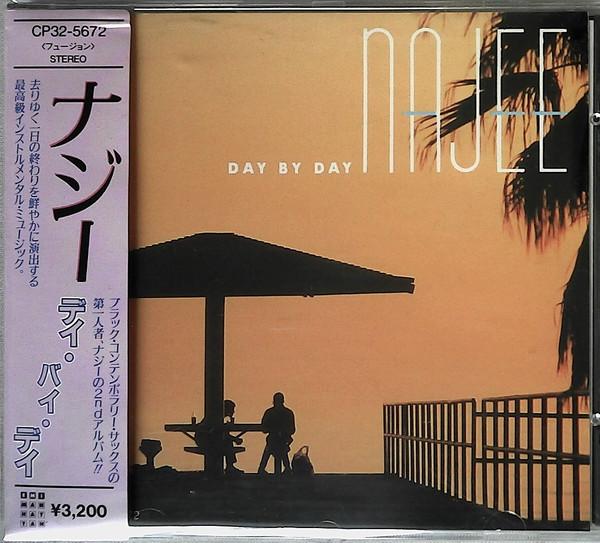 CP32-5672
〈フュージョン〉
STEREO
ナジー
去りゆく一日の終わりを鮮やかに演出する
最高級インストルメンタル・ミュージック。
デイ・バイ・デイ
ブラック・コンテンポラリー・サックスの
第一人者、ナジーの2ndアルバム!!
EMI
MANHATTAN
¥3,200
NAJEE
DAY BY DAY